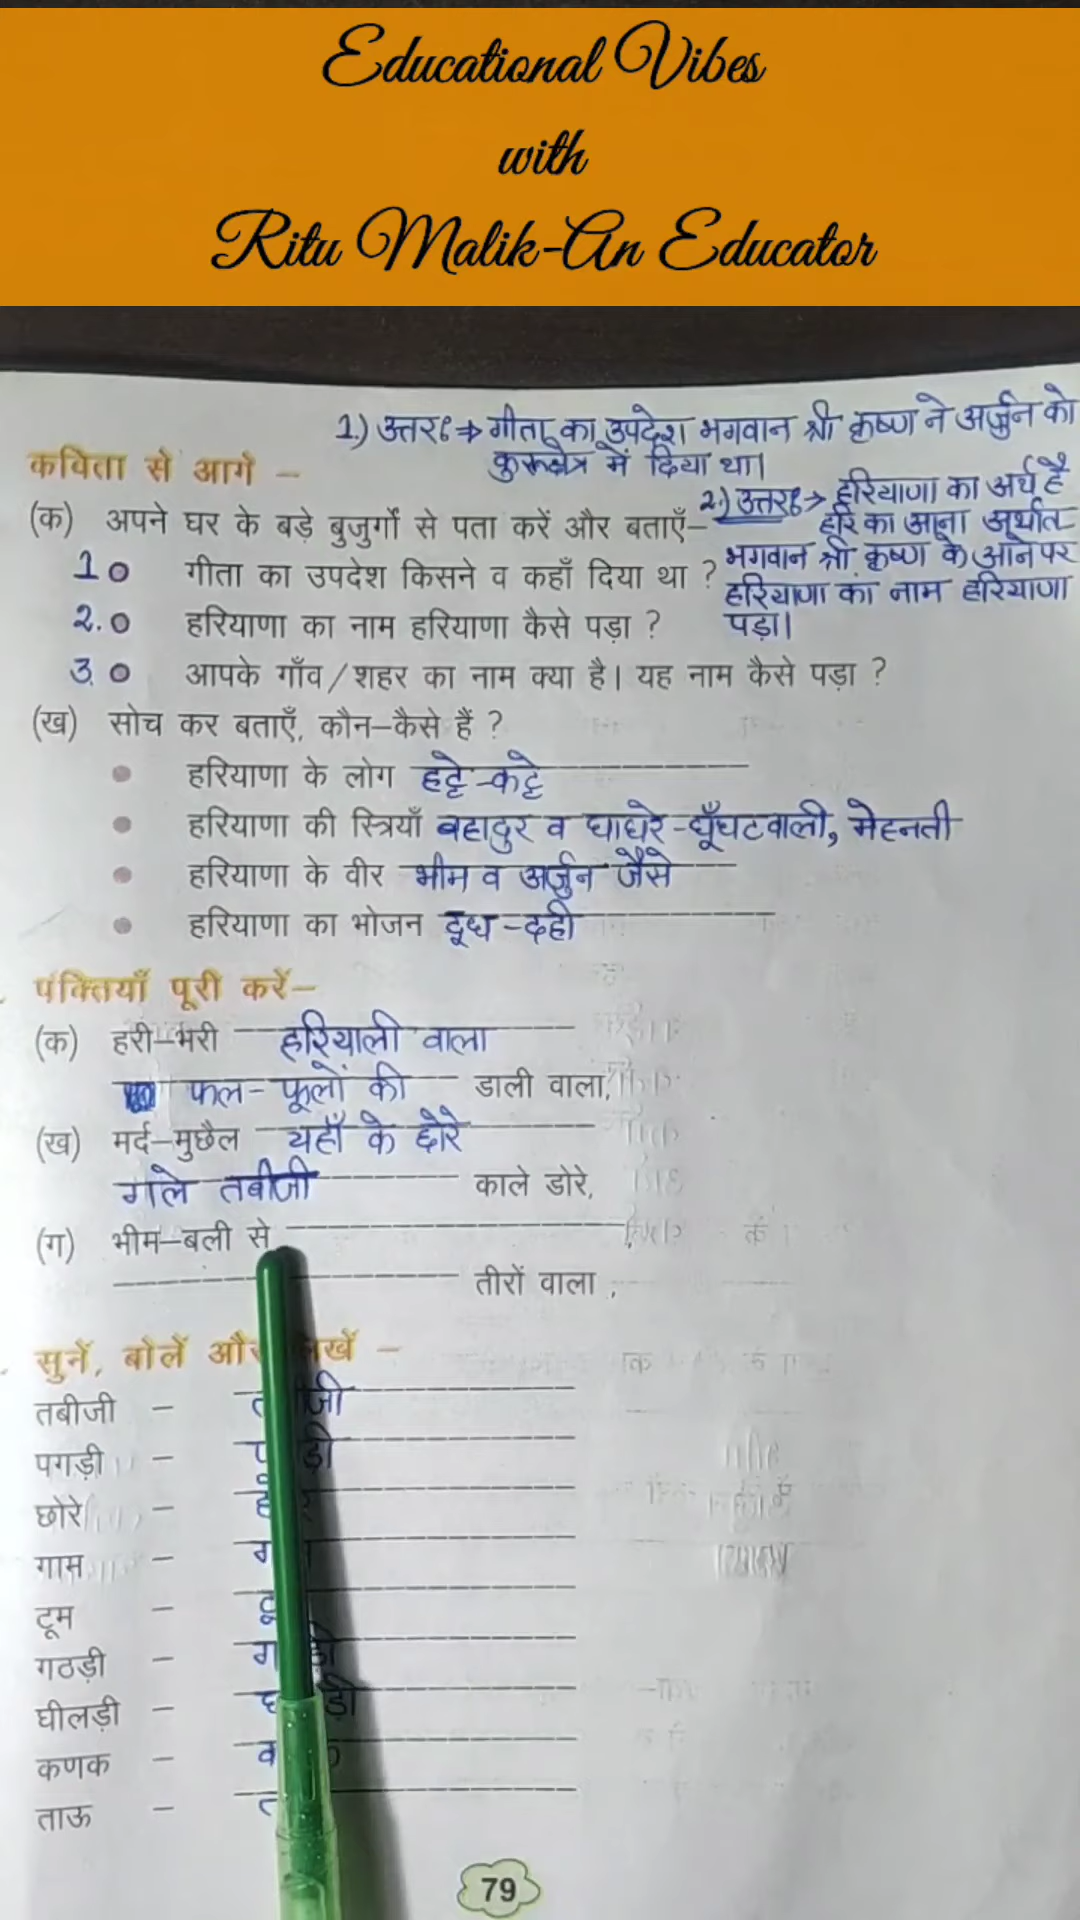 Educational Vibes
with
Ritu Malik-An Educator
1.) उत्तरः⇒ गीता का उपदेश भगवान श्री कृष्ण ने अर्जुन को
कुरूक्षेत्र में दिया था।
कविता से आगे –
2.) उत्तरः→ हरियाणा का अर्थ है
(क) अपने घर के बड़े बुजुर्गों से पता करें और बताएँ–
हरि का आना अर्थात
भगवान श्री कृष्ण के आने पर
1 गीता का उपदेश किसने व कहाँ दिया था ?
हरियाणा का नाम हरियाणा
2. हरियाणा का नाम हरियाणा कैसे पड़ा ?
पड़ा।
3. आपके गाँव/शहर का नाम क्या है। यह नाम कैसे पड़ा ?
(ख) सोच कर बताएँ, कौन–कैसे हैं ?
• हरियाणा के लोग हट्टे-कट्टे
• हरियाणा की स्त्रियाँ बहादुर व घाघरे-घूँघटवाली, मेहनती
• हरियाणा के वीर भीम व अर्जुन जैसे
• हरियाणा का भोजन दूध-दही
पंक्तियाँ पूरी करें–
(क) हरी–भरी हरियाली वाला
फल-फूलों की डाली वाला,
(ख) मर्द–मुछैल यहाँ के छोरे
गले तबीजी काले डोरे,
(ग) भीम–बली से
तीरों वाला,
सुनें, बोलें
तबीजी –
पगड़ी –
छोरे –
गाम –
टूम –
गठड़ी –
घीलड़ी –
कणक –
ताऊ –
79